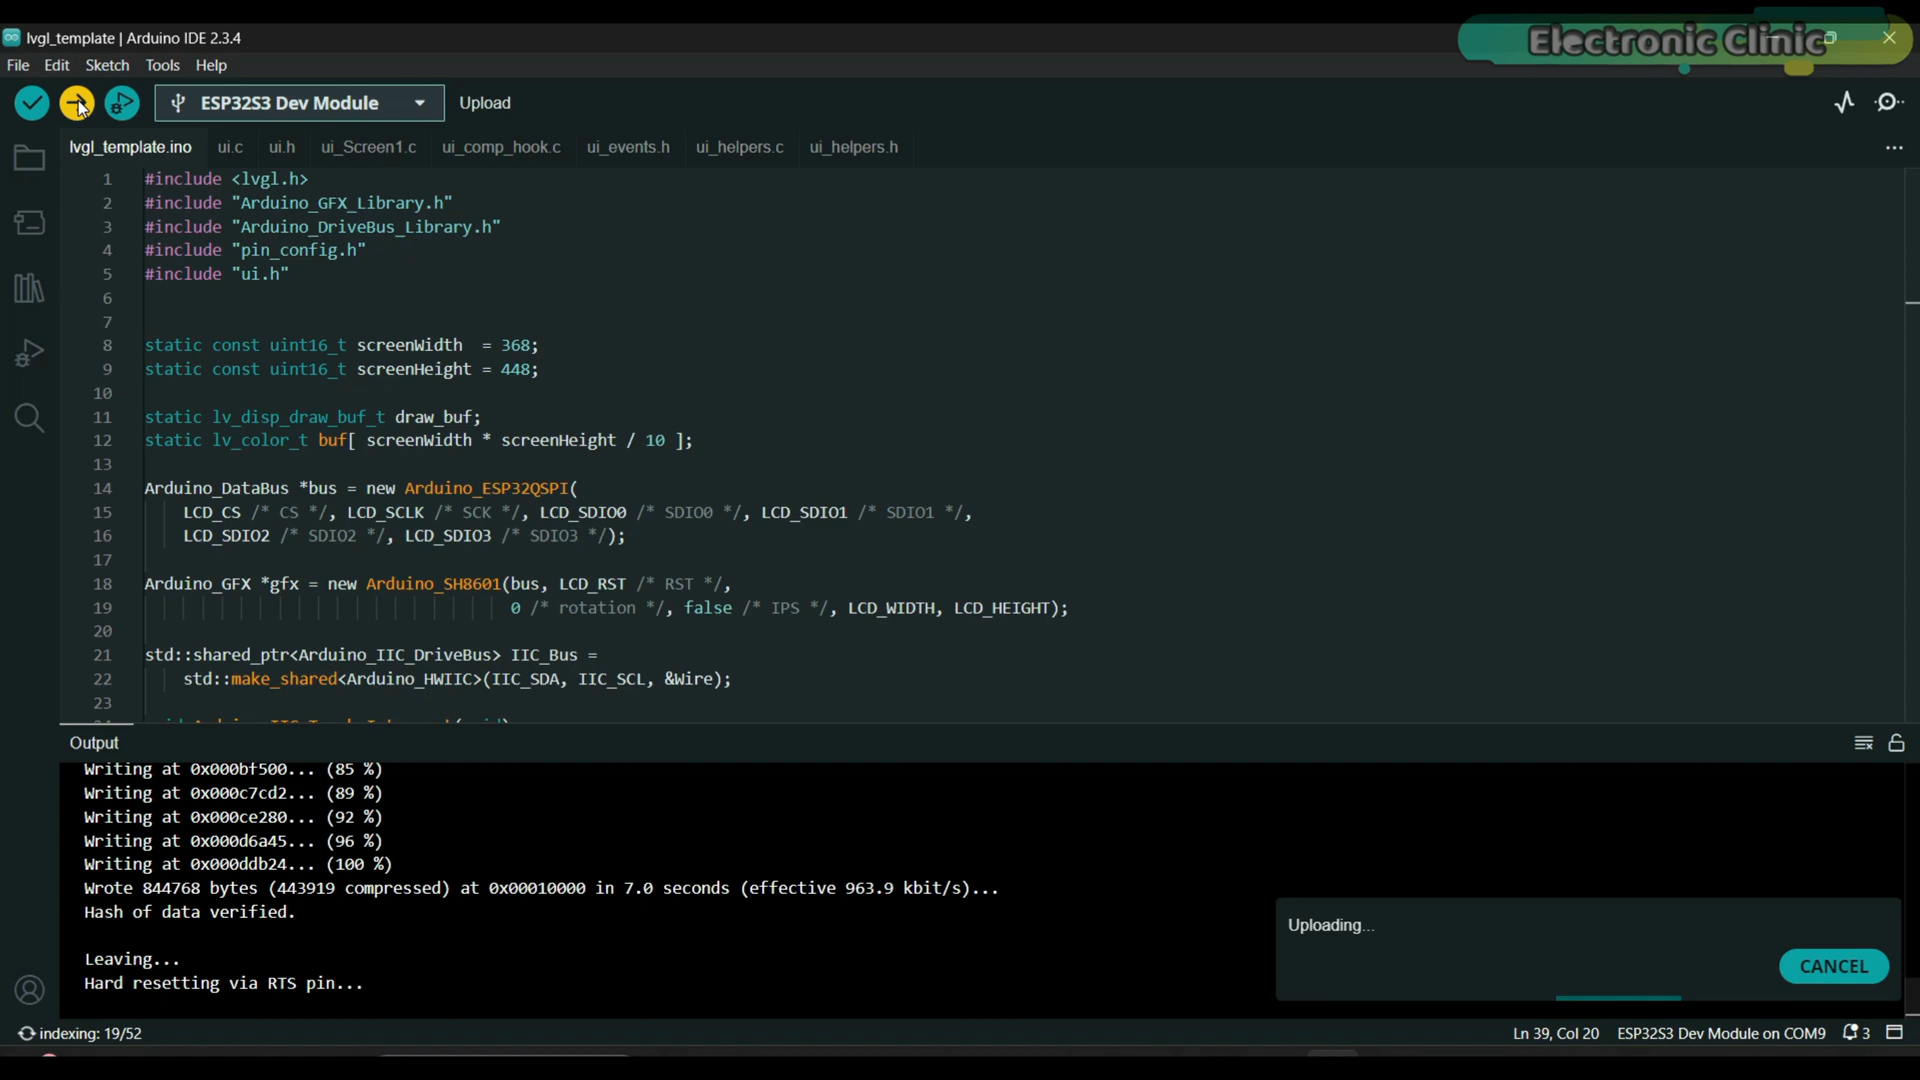 lvgl_template | Arduino IDE 2.3.4
Electronic Clinic
File Edit Sketch Tools Help
ESP32S3 Dev Module
Upload
lvgl_template.ino ui.c ui.h ui_Screen1.c ui_comp_hook.c ui_events.h ui_helpers.c ui_helpers.h
1 #include <lvgl.h>
2 #include "Arduino_GFX_Library.h"
3 #include "Arduino_DriveBus_Library.h"
4 #include "pin_config.h"
5 #include "ui.h"
6
7
8 static const uint16_t screenWidth  = 368;
9 static const uint16_t screenHeight = 448;
10
11 static lv_disp_draw_buf_t draw_buf;
12 static lv_color_t buf[ screenWidth * screenHeight / 10 ];
13
14 Arduino_DataBus *bus = new Arduino_ESP32QSPI(
15 LCD_CS /* CS */, LCD_SCLK /* SCK */, LCD_SDIO0 /* SDIO0 */, LCD_SDIO1 /* SDIO1 */,
16 LCD_SDIO2 /* SDIO2 */, LCD_SDIO3 /* SDIO3 */);
17
18 Arduino_GFX *gfx = new Arduino_SH8601(bus, LCD_RST /* RST */,
19 0 /* rotation */, false /* IPS */, LCD_WIDTH, LCD_HEIGHT);
20
21 std::shared_ptr<Arduino_IIC_DriveBus> IIC_Bus =
22 std::make_shared<Arduino_HWIIC>(IIC_SDA, IIC_SCL, &Wire);
23
Output
Writing at 0x000bf500... (85 %)
Writing at 0x000c7cd2... (89 %)
Writing at 0x000ce280... (92 %)
Writing at 0x000d6a45... (96 %)
Writing at 0x000ddb24... (100 %)
Wrote 844768 bytes (443919 compressed) at 0x00010000 in 7.0 seconds (effective 963.9 kbit/s)...
Hash of data verified.
Leaving...
Hard resetting via RTS pin...
Uploading...
CANCEL
indexing: 19/52
Ln 39, Col 20 ESP32S3 Dev Module on COM9 3